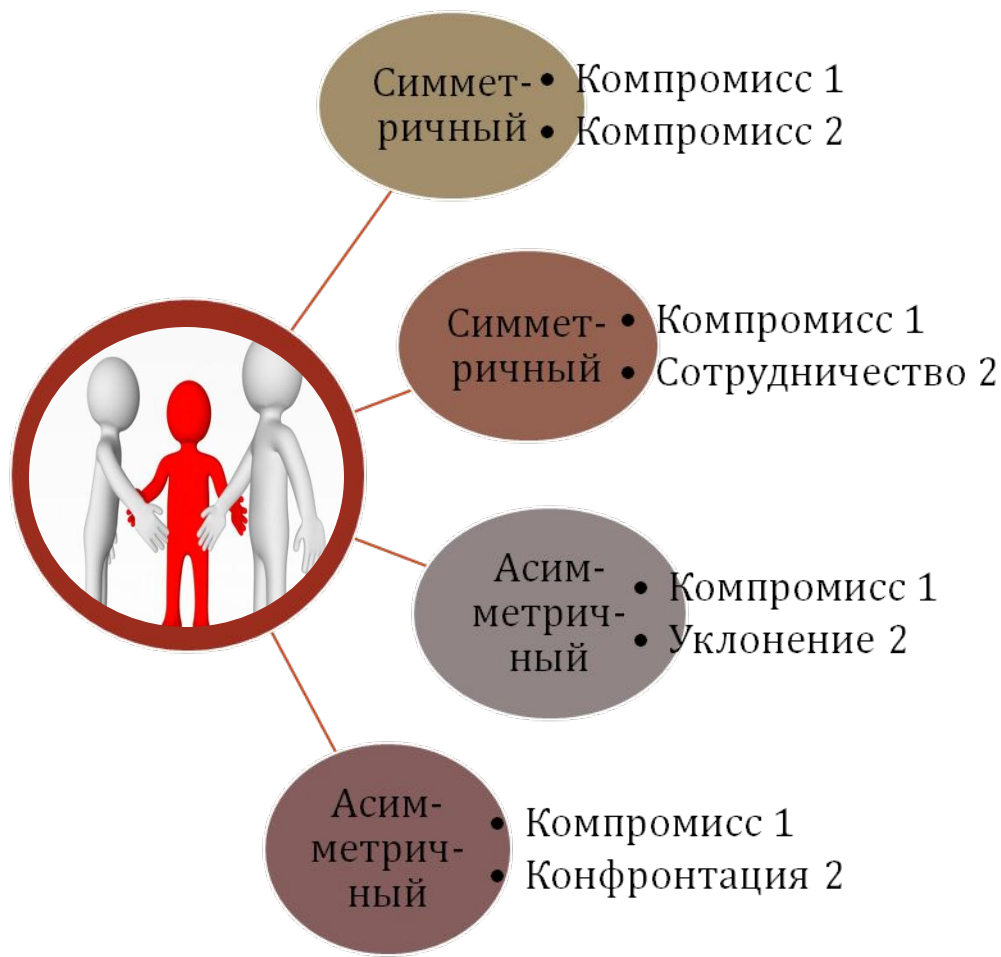 Симмет-
ричный
• Компромисс 1
• Компромисс 2
Симмет-
ричный
• Компромисс 1
• Сотрудничество 2
Асим-
метрич-
ный
• Компромисс 1
• Уклонение 2
Асим-
метрич-
ный
• Компромисс 1
• Конфронтация 2